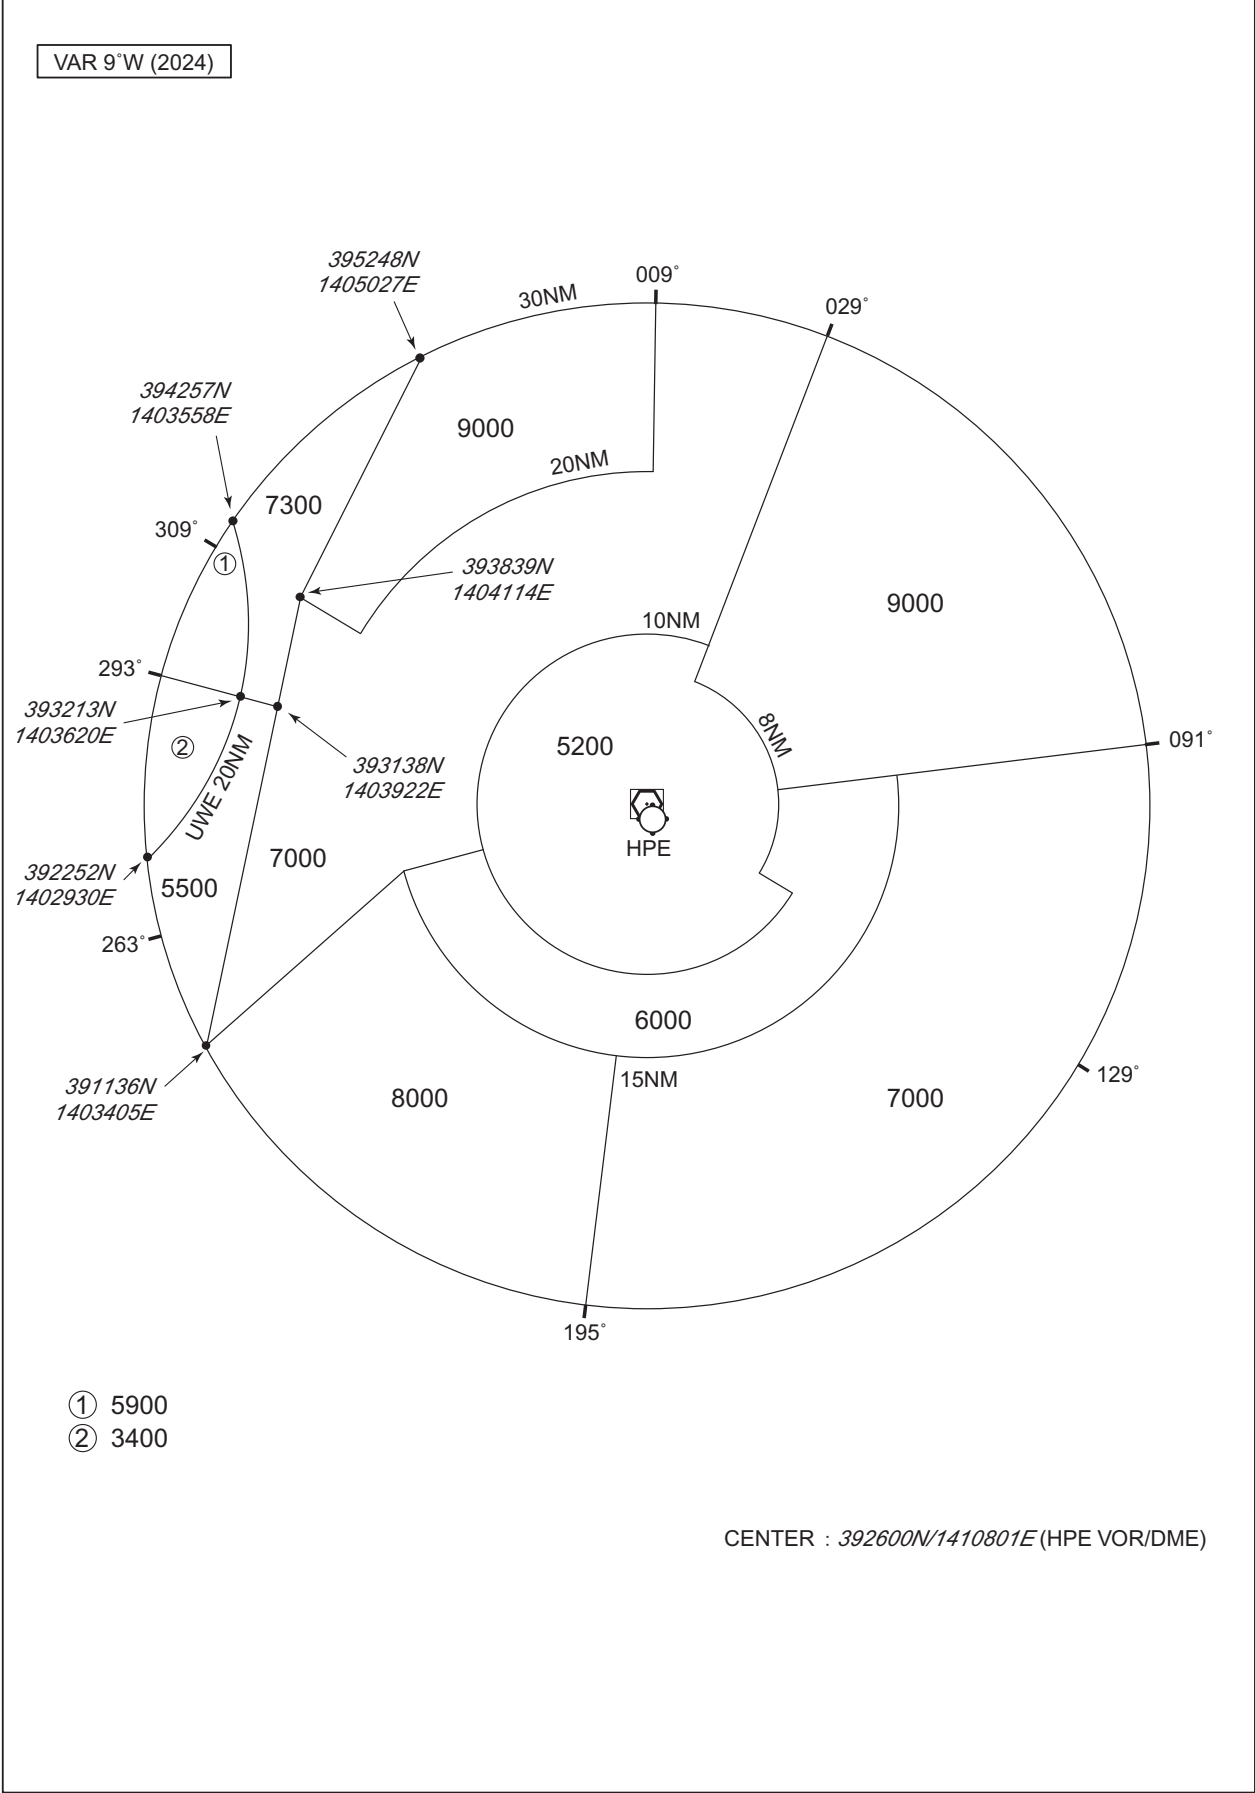 VAR 9°W (2024)
395248N
1405027E
30NM
009°
029°
394257N
1403558E
9000
20NM
7300
309°
①
393839N
1404114E
9000
10NM
293°
393213N
1403620E
②
UWE 20NM
393138N
1403922E
5200
8NM
091°
HPE
392252N
1402930E
5500
7000
263°
6000
391136N
1403405E
15NM
129°
8000
7000
195°
① 5900
② 3400
CENTER : 392600N/1410801E (HPE VOR/DME)